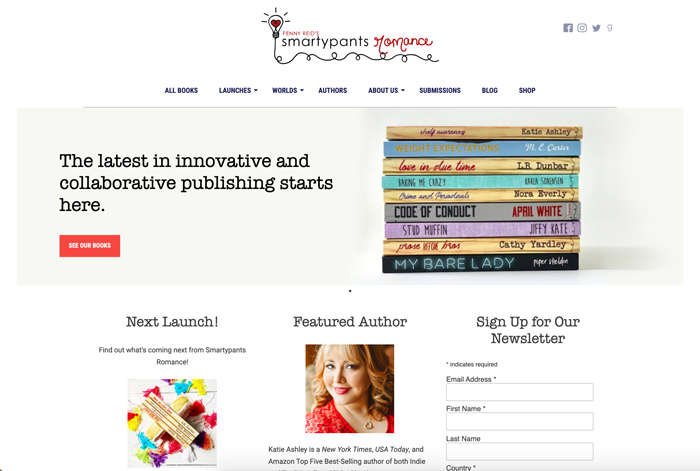 PENNY REID'S
smartypants Romance
ALL BOOKS LAUNCHES WORLDS AUTHORS ABOUT US SUBMISSIONS BLOG SHOP
The latest in innovative and
collaborative publishing starts
here.
SEE OUR BOOKS
shelf awareness Katie Ashley
WEIGHT EXPECTATIONS M. E. Carter
love in due time L.B. Dunbar
BAKING ME CRAZY KARLA SORENSEN
Crime and Periodicals Nora Everly
CODE OF CONDUCT APRIL WHITE
STUD MUFFIN JIFFY KATE
prose BEFORE bros Cathy Yardley
MY BARE LADY piper sheldon
Next Launch!
Find out what's coming next from Smartypants
Romance!
Featured Author
Katie Ashley is a New York Times, USA Today, and
Amazon Top Five Best-Selling author of both Indie
Sign Up for Our
Newsletter
* indicates required
Email Address *
First Name *
Last Name
Country *